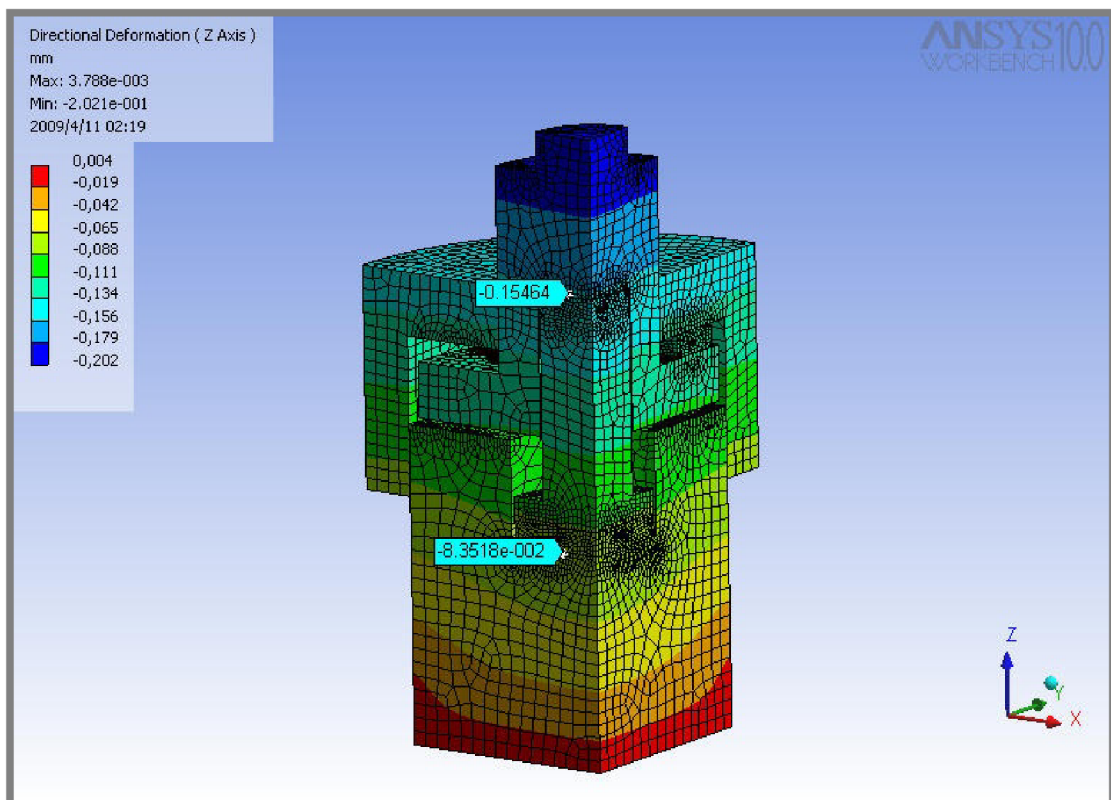 Directional Deformation ( Z Axis )
mm
Max: 3.788e-003
Min: -2.021e-001
2009/4/11 02:19
ANSYS 10.0
WORKBENCH
0,004
-0,019
-0,042
-0,065
-0,088
-0,111
-0,134
-0,156
-0,179
-0,202
-0.15464
-8.3518e-002
Z
Y
X